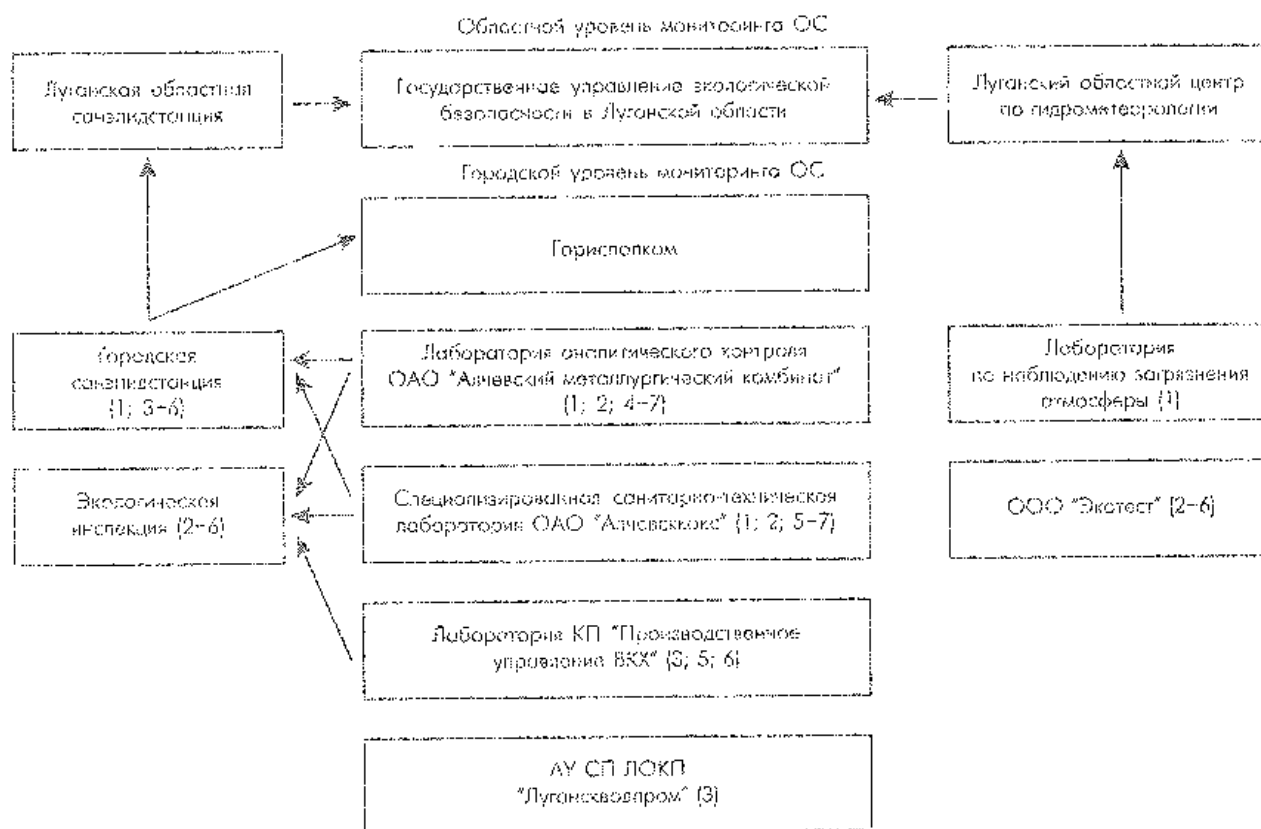 Областной уровень мониторинга ОС
Луганская областная
санэпидстанция
Государственное управление экологической
безопасности в Луганской области
Луганский областной центр
по гидрометеорологии
Городской уровень мониторинга ОС
Горисполком
Городская
санэпидстанция
(1; 3–6)
Лаборатория аналитического контроля
ОАО "Алчевский металлургический комбинат"
(1; 2; 4–7)
Лаборатория
по наблюдению загрязнения
атмосферы (1)
Экологическая
инспекция (2–6)
Специализированная санитарно-техническая
лаборатория ОАО "Алчевсккокс" (1; 2; 5–7)
ООО "Экотест" (2–6)
Лаборатория КП "Производственное
управление ВКХ" (3; 5; 6)
АУ СП ЛОКП
"Луганскводпром" (3)